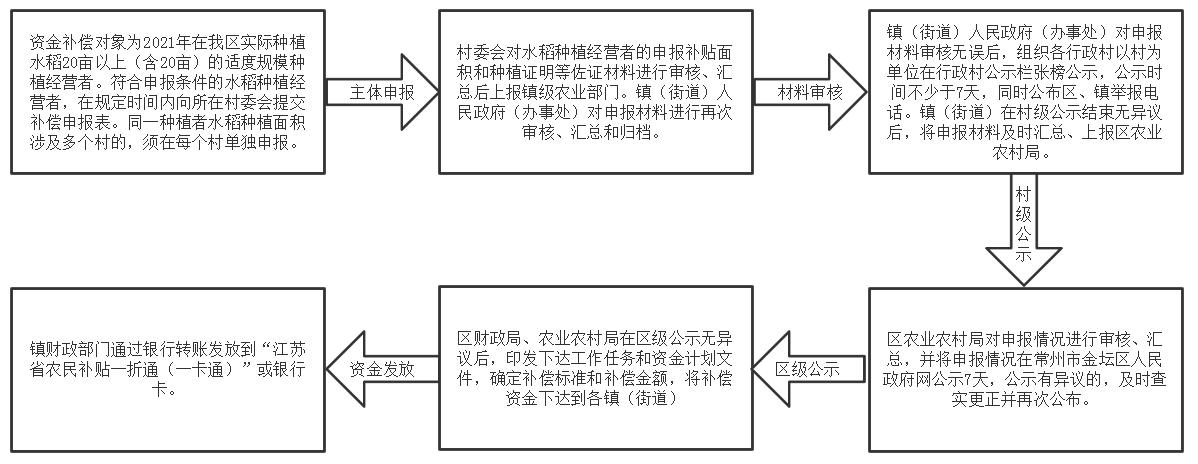 资金补偿对象为2021年在我区实际种植
水稻20亩以上（含20亩）的适度规模种
植经营者。符合申报条件的水稻种植经
营者，在规定时间内向所在村委会提交
补偿申报表。同一种植者水稻种植面积
涉及多个村的，须在每个村单独申报。
主体申报
村委会对水稻种植经营者的申报补贴面
积和种植证明等佐证材料进行审核、汇
总后上报镇级农业部门。镇（街道）人
民政府（办事处）对申报材料进行再次
审核、汇总和归档。
材料审核
镇（街道）人民政府（办事处）对申报
材料审核无误后，组织各行政村以村为
单位在行政村公示栏张榜公示，公示时
间不少于7天，同时公布区、镇举报电
话。镇（街道）在村级公示结束无异议
后，将申报材料及时汇总、上报区农业
农村局。
村级公示
区农业农村局对申报情况进行审核、汇
总，并将申报情况在常州市金坛区人民
政府网公示7天，公示有异议的，及时查
实更正并再次公布。
区级公示
区财政局、农业农村局在区级公示无异
议后，印发下达工作任务和资金计划文
件，确定补偿标准和补偿金额，将补偿
资金下达到各镇（街道）
资金发放
镇财政部门通过银行转账发放到“江苏
省农民补贴一折通（一卡通）”或银行
卡。